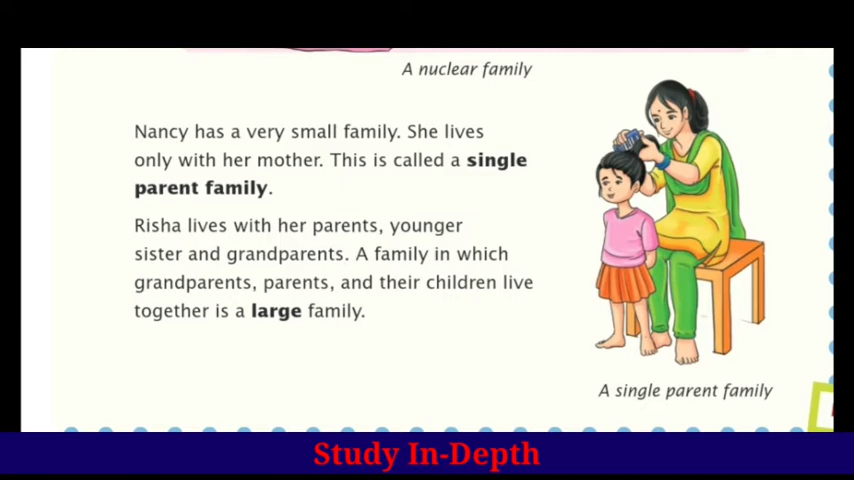 A nuclear family
Nancy has a very small family. She lives
only with her mother. This is called a single
parent family.
Risha lives with her parents, younger
sister and grandparents. A family in which
grandparents, parents, and their children live
together is a large family.
A single parent family
Study In-Depth